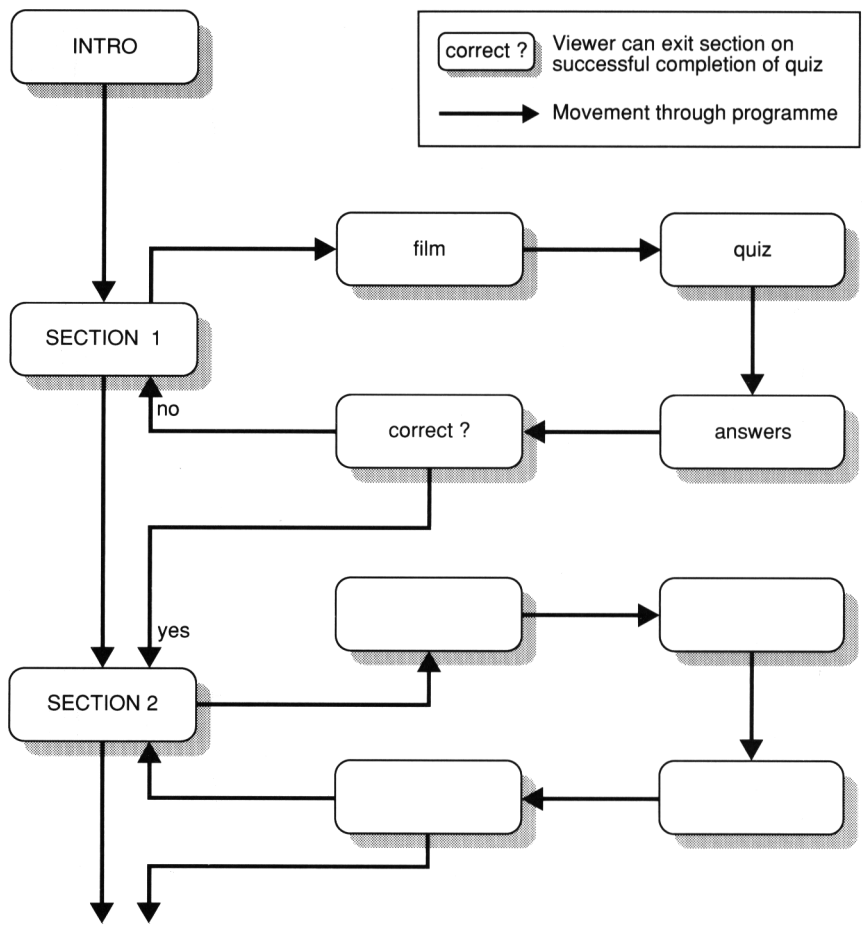 INTRO
correct ?
Viewer can exit section on
successful completion of quiz
Movement through programme
film
quiz
SECTION 1
no
correct ?
answers
yes
SECTION 2